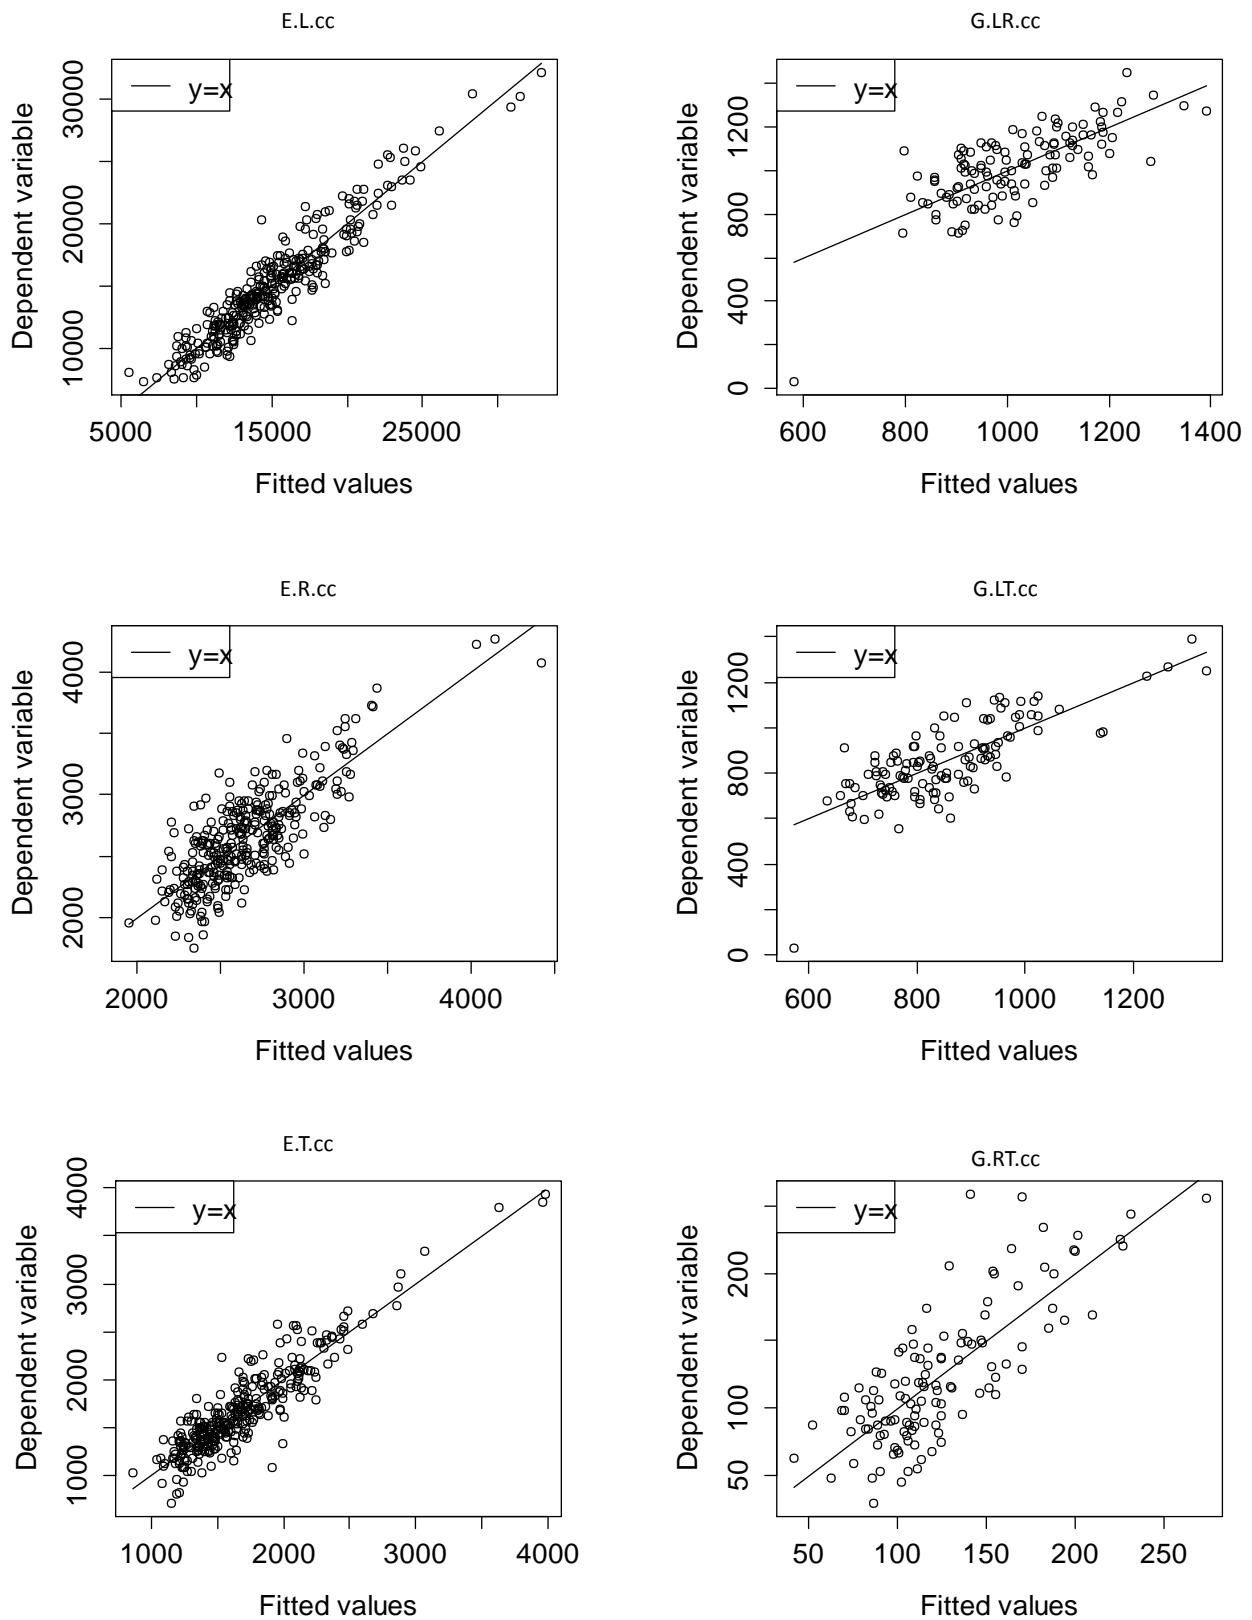 E.L.cc
y=x
30000
20000
10000
Dependent variable
5000 15000 25000
Fitted values
G.LR.cc
y=x
1200
800
400
0
Dependent variable
600 800 1000 1200 1400
Fitted values
E.R.cc
y=x
4000
3000
2000
Dependent variable
2000 3000 4000
Fitted values
G.LT.cc
y=x
1200
800
400
0
Dependent variable
600 800 1000 1200
Fitted values
E.T.cc
y=x
4000
3000
2000
1000
Dependent variable
1000 2000 3000 4000
Fitted values
G.RT.cc
y=x
200
100
50
Dependent variable
50 100 150 200 250
Fitted values